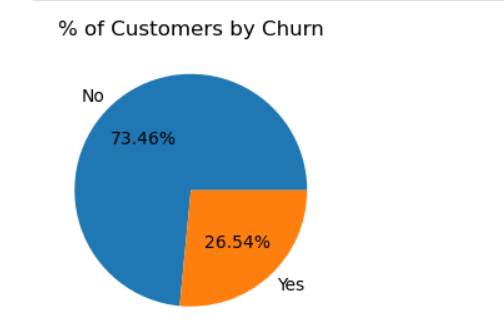 % of Customers by Churn
No
73.46%
26.54%
Yes